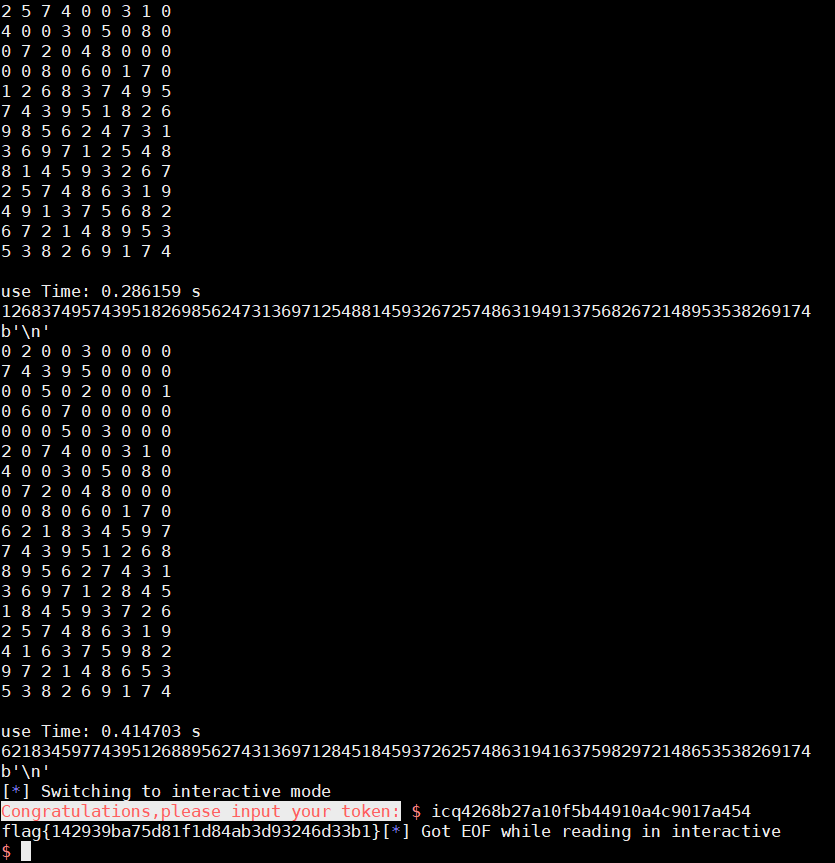 2 5 7 4 0 0 3 1 0
4 0 0 3 0 5 0 8 0
0 7 2 0 4 8 0 0 0
0 0 8 0 6 0 1 7 0
1 2 6 8 3 7 4 9 5
7 4 3 9 5 1 8 2 6
9 8 5 6 2 4 7 3 1
3 6 9 7 1 2 5 4 8
8 1 4 5 9 3 2 6 7
2 5 7 4 8 6 3 1 9
4 9 1 3 7 5 6 8 2
6 7 2 1 4 8 9 5 3
5 3 8 2 6 9 1 7 4
use Time: 0.286159 s
126837495743951826985624731369712548814593267257486319491375682672148953538269174
b'\n'
0 2 0 0 3 0 0 0 0
7 4 3 9 5 0 0 0 0
0 0 5 0 2 0 0 0 1
0 6 0 7 0 0 0 0 0
0 0 0 5 0 3 0 0 0
2 0 7 4 0 0 3 1 0
4 0 0 3 0 5 0 8 0
0 7 2 0 4 8 0 0 0
0 0 8 0 6 0 1 7 0
6 2 1 8 3 4 5 9 7
7 4 3 9 5 1 2 6 8
8 9 5 6 2 7 4 3 1
3 6 9 7 1 2 8 4 5
1 8 4 5 9 3 7 2 6
2 5 7 4 8 6 3 1 9
4 1 6 3 7 5 9 8 2
9 7 2 1 4 8 6 5 3
5 3 8 2 6 9 1 7 4
use Time: 0.414703 s
621834597743951268895627431369712845184593726257486319416375982972148653538269174
b'\n'
[*] Switching to interactive mode
Congratulations,please input your token: $ icq4268b27a10f5b44910a4c9017a454
flag{142939ba75d81f1d84ab3d93246d33b1}[*] Got EOF while reading in interactive
$